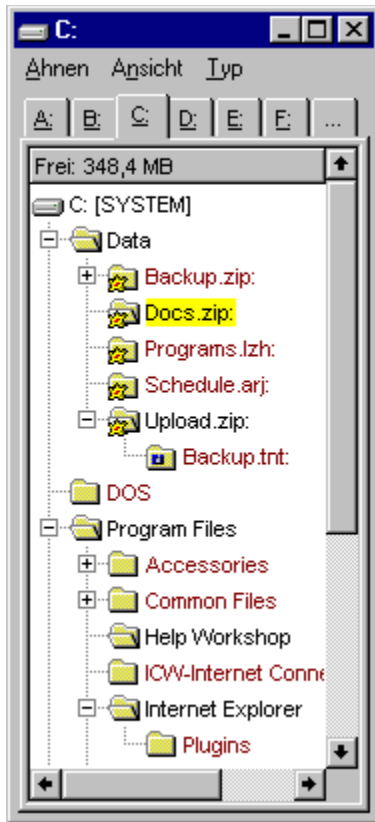 C:
Ahnen Ansicht Typ
A: B: C: D: E: F: ...
Frei: 348,4 MB
C: [SYSTEM]
Data
Backup.zip:
Docs.zip:
Programs.lzh:
Schedule.arj:
Upload.zip:
Backup.tnt:
DOS
Program Files
Accessories
Common Files
Help Workshop
ICW-Internet Conne
Internet Explorer
Plugins